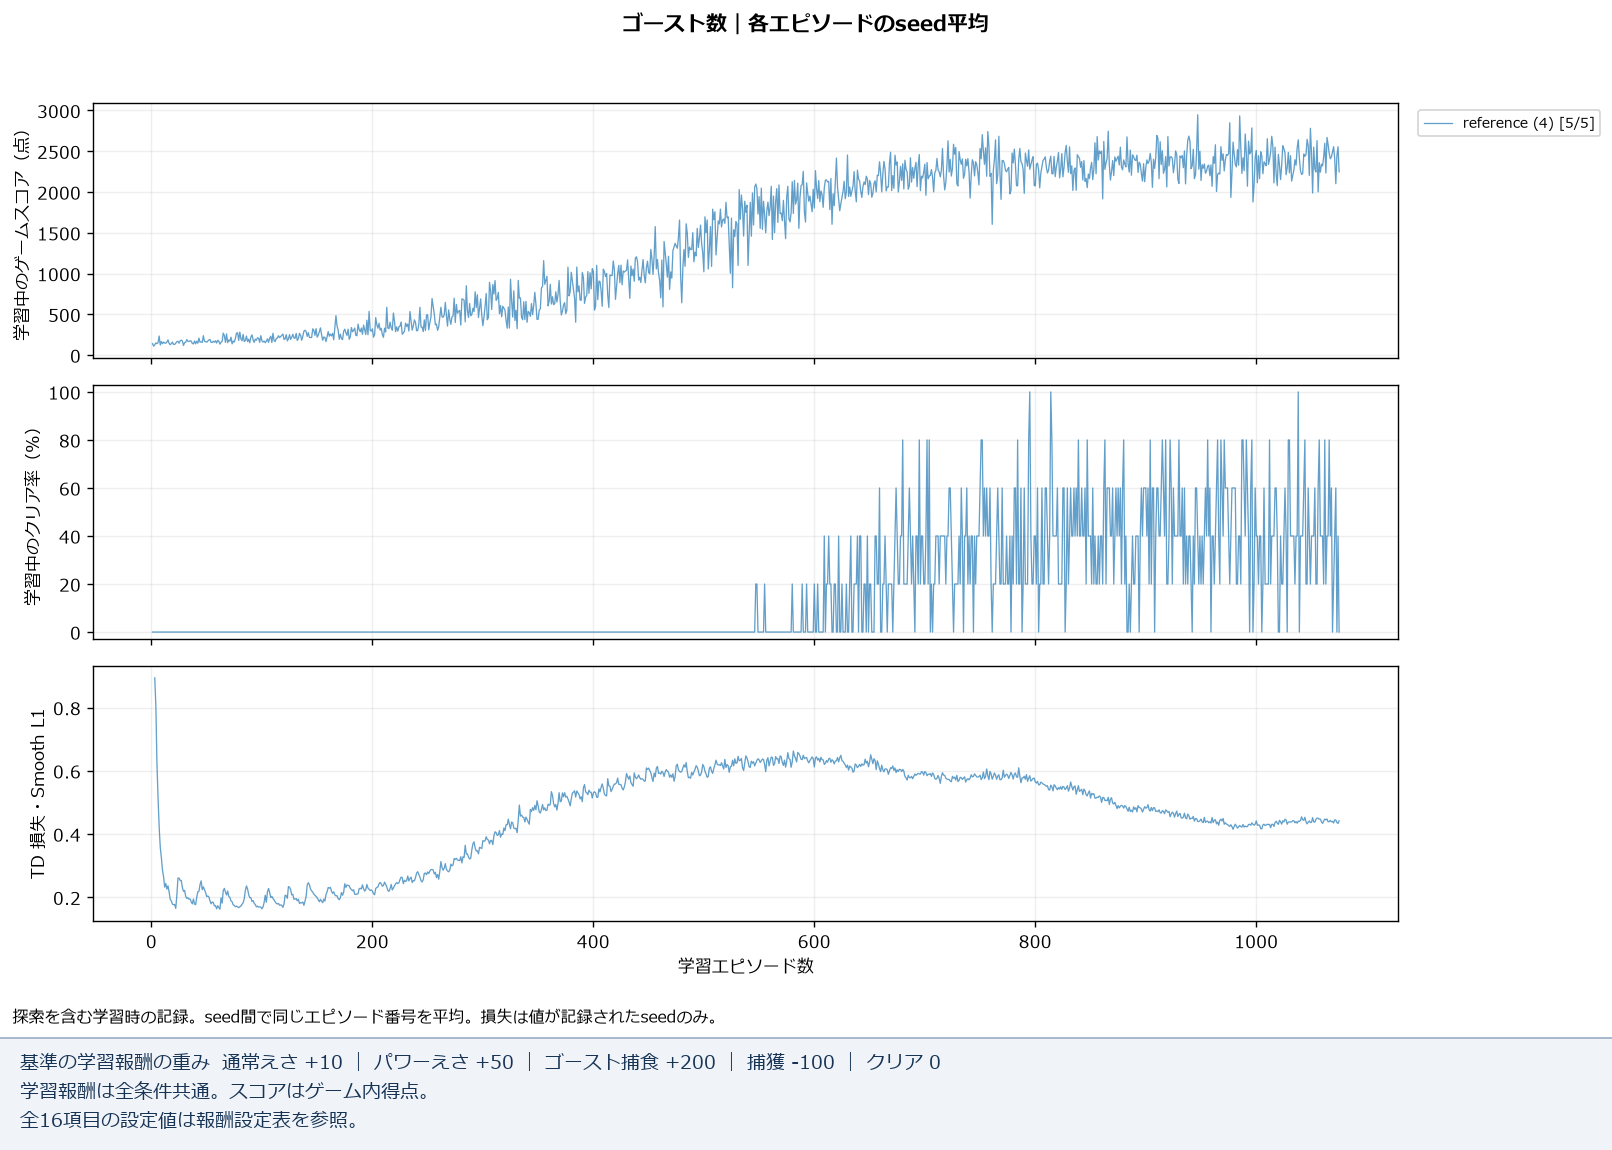 ゴースト数｜各エピソードのseed平均
reference (4) [5/5]
学習中のゲームスコア（点）
3000
2500
2000
1500
1000
500
0
学習中のクリア率（%）
100
80
60
40
20
0
TD 損失・Smooth L1
0.8
0.6
0.4
0.2
0
200
400
600
800
1000
学習エピソード数
探索を含む学習時の記録。seed間で同じエピソード番号を平均。損失は値が記録されたseedのみ。
基準の学習報酬の重み 通常えさ +10 ｜ パワーえさ +50 ｜ ゴースト捕食 +200 ｜ 捕獲 -100 ｜ クリア 0
学習報酬は全条件共通。スコアはゲーム内得点。
全16項目の設定値は報酬設定表を参照。